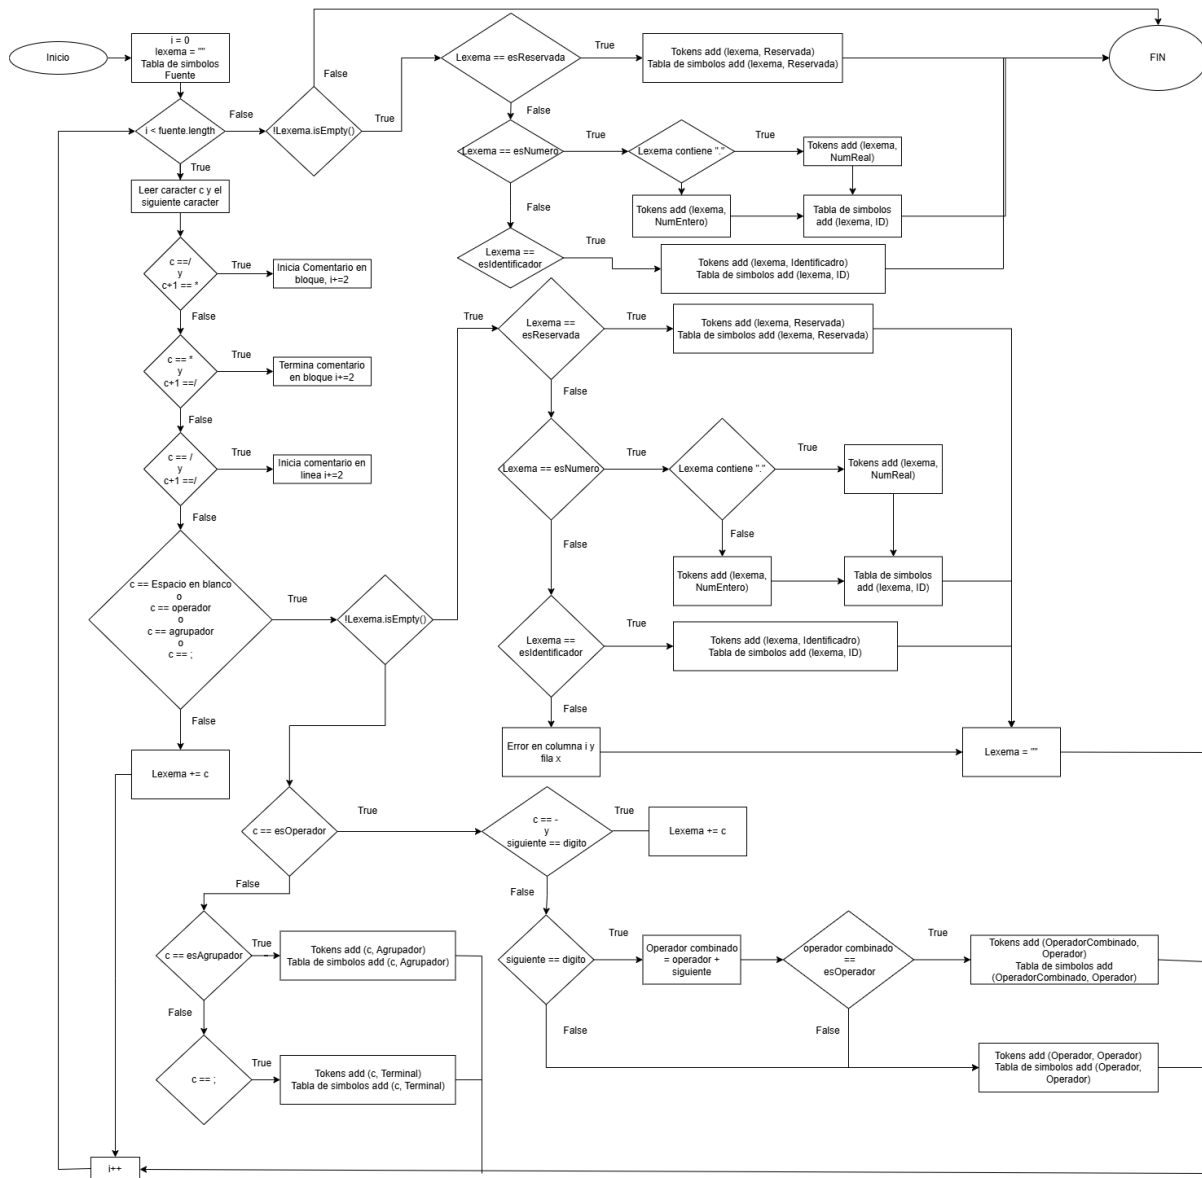 Inicio
i = 0
lexema = ""
Tabla de simbolos
Fuente
False
Lexema == esReservada
True
Tokens add (lexema, Reservada)
Tabla de simbolos add (lexema, Reservada)
FIN
i < fuente.length
False
!Lexema.isEmpty()
True
False
True
Lexema == esNumero
True
Lexema contiene "."
True
Tokens add (lexema,
NumReal)
Leer caracter c y el
siguiente caracter
False
Tokens add (lexema,
NumEntero)
Tabla de simbolos
add (lexema, ID)
Lexema ==
esIdentificador
True
Tokens add (lexema, Identificadro)
Tabla de simbolos add (lexema, ID)
c ==/
y
c+1 == *
True
Inicia Comentario en
bloque, i+=2
False
True
Lexema ==
esReservada
True
Tokens add (lexema, Reservada)
Tabla de simbolos add (lexema, Reservada)
c == *
y
c+1 ==/
True
Termina comentario
en bloque i+=2
False
False
c == /
y
c+1 ==/
True
Inicia comentario en
linea i+=2
Lexema == esNumero
True
Lexema contiene "."
True
Tokens add (lexema,
NumReal)
False
False
False
c == Espacio en blanco
o
c == operador
o
c == agrupador
o
c == ;
True
!Lexema.isEmpty()
Tokens add (lexema,
NumEntero)
Tabla de simbolos
add (lexema, ID)
Lexema ==
esIdentificador
True
Tokens add (lexema, Identificadro)
Tabla de simbolos add (lexema, ID)
False
False
Lexema += c
Error en columna i y
fila x
Lexema = ""
c == esOperador
True
c == -
y
siguiente == digito
True
Lexema += c
False
False
c == esAgrupador
True
Tokens add (c, Agrupador)
Tabla de simbolos add (c, Agrupador)
siguiente == digito
True
Operador combinado
= operador +
siguiente
operador combinado
==
esOperador
True
Tokens add (OperadorCombinado,
Operador)
Tabla de simbolos add
(OperadorCombinado, Operador)
False
False
False
c == ;
True
Tokens add (c, Terminal)
Tabla de simbolos add (c, Terminal)
Tokens add (Operador, Operador)
Tabla de simbolos add (Operador,
Operador)
i++